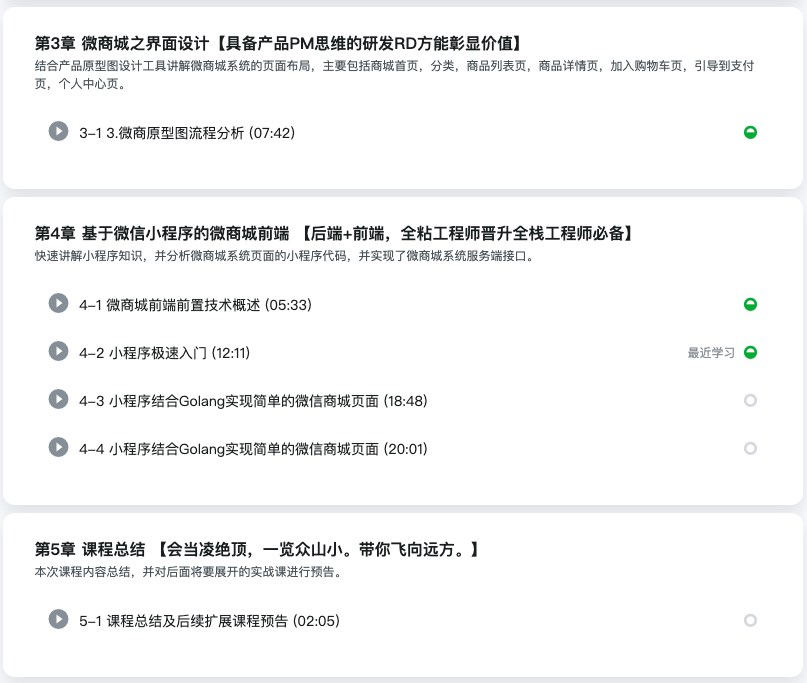 第3章 微商城之界面设计【具备产品PM思维的研发RD方能彰显价值】
结合产品原型图设计工具讲解微商城系统的页面布局，主要包括商城首页，分类，商品列表页，商品详情页，加入购物车页，引导到支付
页，个人中心页。
3-1 3.微商原型图流程分析 (07:42)
第4章 基于微信小程序的微商城前端 【后端+前端，全粘工程师晋升全栈工程师必备】
快速讲解小程序知识，并分析微商城系统页面的小程序代码，并实现了微商城系统服务端接口。
4-1 微商城前端前置技术概述 (05:33)
4-2 小程序极速入门 (12:11) 最近学习
4-3 小程序结合Golang实现简单的微信商城页面 (18:48)
4-4 小程序结合Golang实现简单的微信商城页面 (20:01)
第5章 课程总结 【会当凌绝顶，一览众山小。带你飞向远方。】
本次课程内容总结，并对后面将要展开的实战课进行预告。
5-1 课程总结及后续扩展课程预告 (02:05)